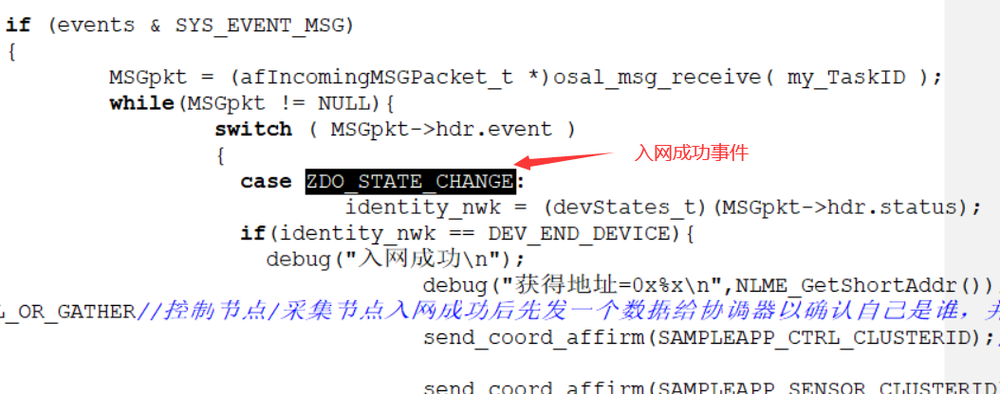 if (events & SYS_EVENT_MSG)
{
MSGpkt = (afIncomingMSGPacket_t *)osal_msg_receive( my_TaskID );
while(MSGpkt != NULL){
switch ( MSGpkt->hdr.event )
入网成功事件
{
case ZDO_STATE_CHANGE:
identity_nwk = (devStates_t)(MSGpkt->hdr.status);
if(identity_nwk == DEV_END_DEVICE){
debug("入网成功\n");
debug("获得地址=0x%x\n",NLME_GetShortAddr())
L_OR_GATHER//控制节点/采集节点入网成功后先发一个数据给协调器以确认自己是谁，并
send_coord_affirm(SAMPLEAPP_CTRL_CLUSTERID);
send_coord_affirm(SAMPLEAPP_SENSOR_CLUSTERID)